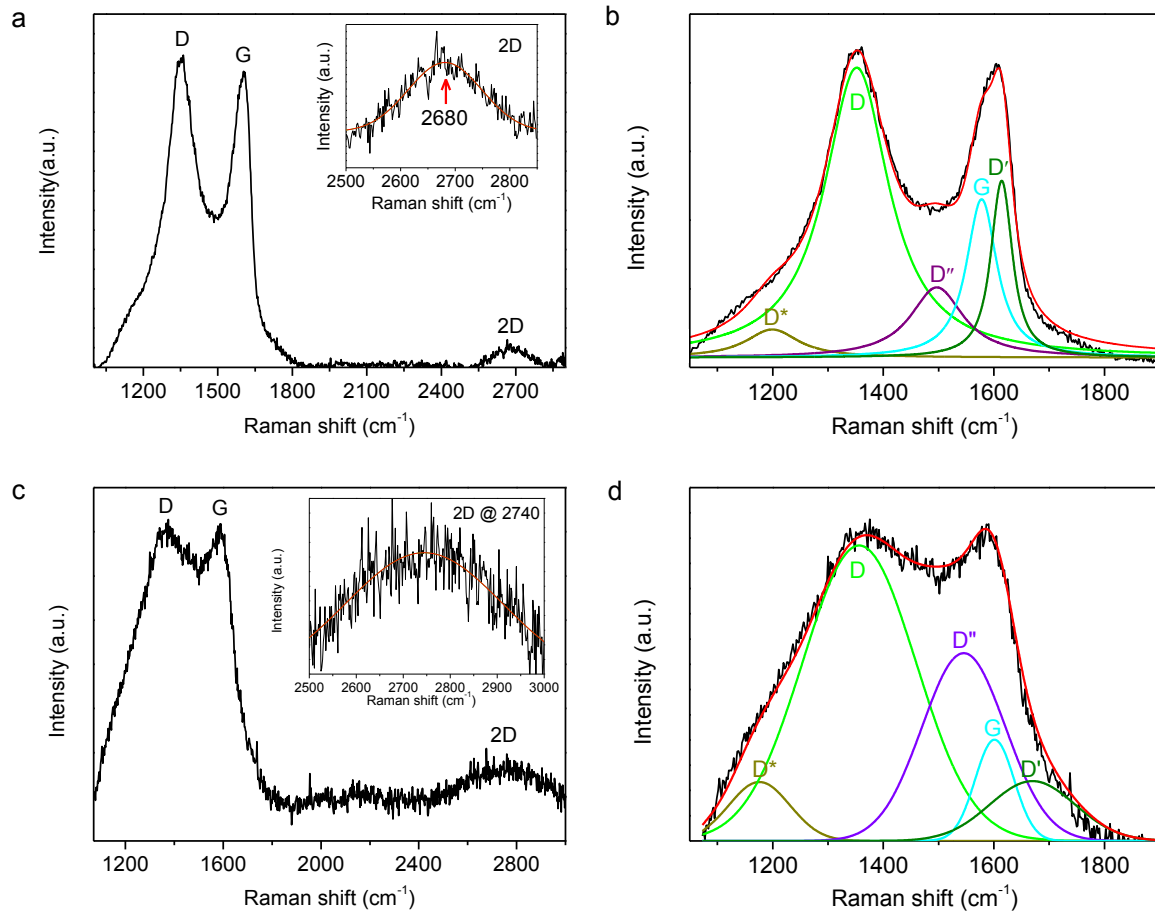 a
D
G
2D
Intensity(a.u.)
1200 1500 1800 2100 2400 2700
Raman shift (cm⁻¹)
2D
2680
Intensity (a.u.)
2500 2600 2700 2800
Raman shift (cm⁻¹)
b
D
D*
D″
G
D′
Intensity (a.u.)
1200 1400 1600 1800
Raman shift (cm⁻¹)
c
D
G
2D
Intensity (a.u.)
1200 1600 2000 2400 2800
Raman shift (cm⁻¹)
2D @ 2740
Intensity (a.u.)
2500 2600 2700 2800 2900 3000
Raman shift (cm⁻¹)
d
D
D*
D"
G
D'
Intensity (a.u.)
1200 1400 1600 1800
Raman shift (cm⁻¹)